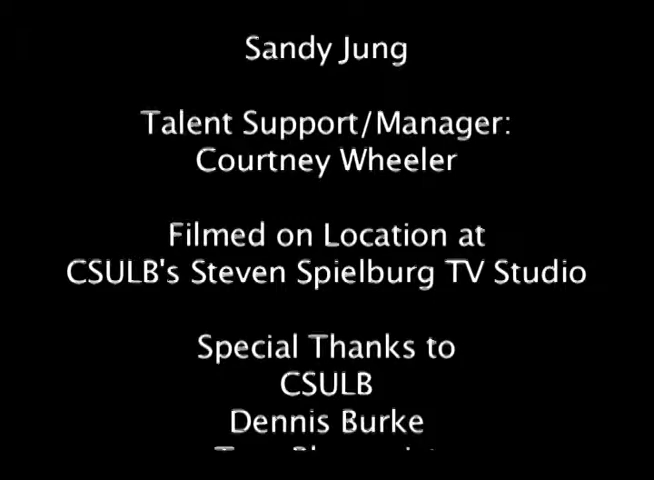 Sandy Jung
Talent Support/Manager:
Courtney Wheeler
Filmed on Location at
CSULB's Steven Spielburg TV Studio
Special Thanks to
CSULB
Dennis Burke